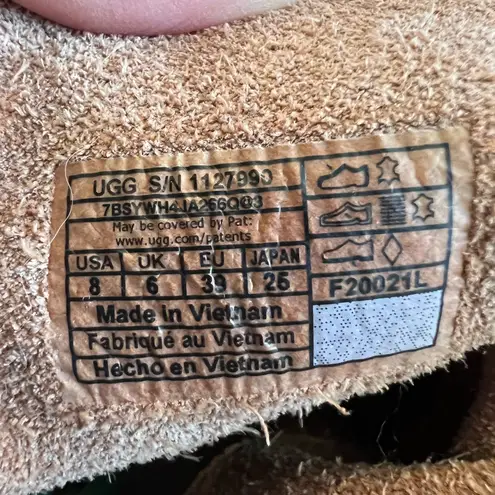 UGG S/N 1127990
May be covered by Pat:
www.ugg.com/patents
USA UK EU JAPAN
8 6 39 25
Made in Vietnam
Fabriqué au Vietnam
Hecho en Vietnam
F20021L